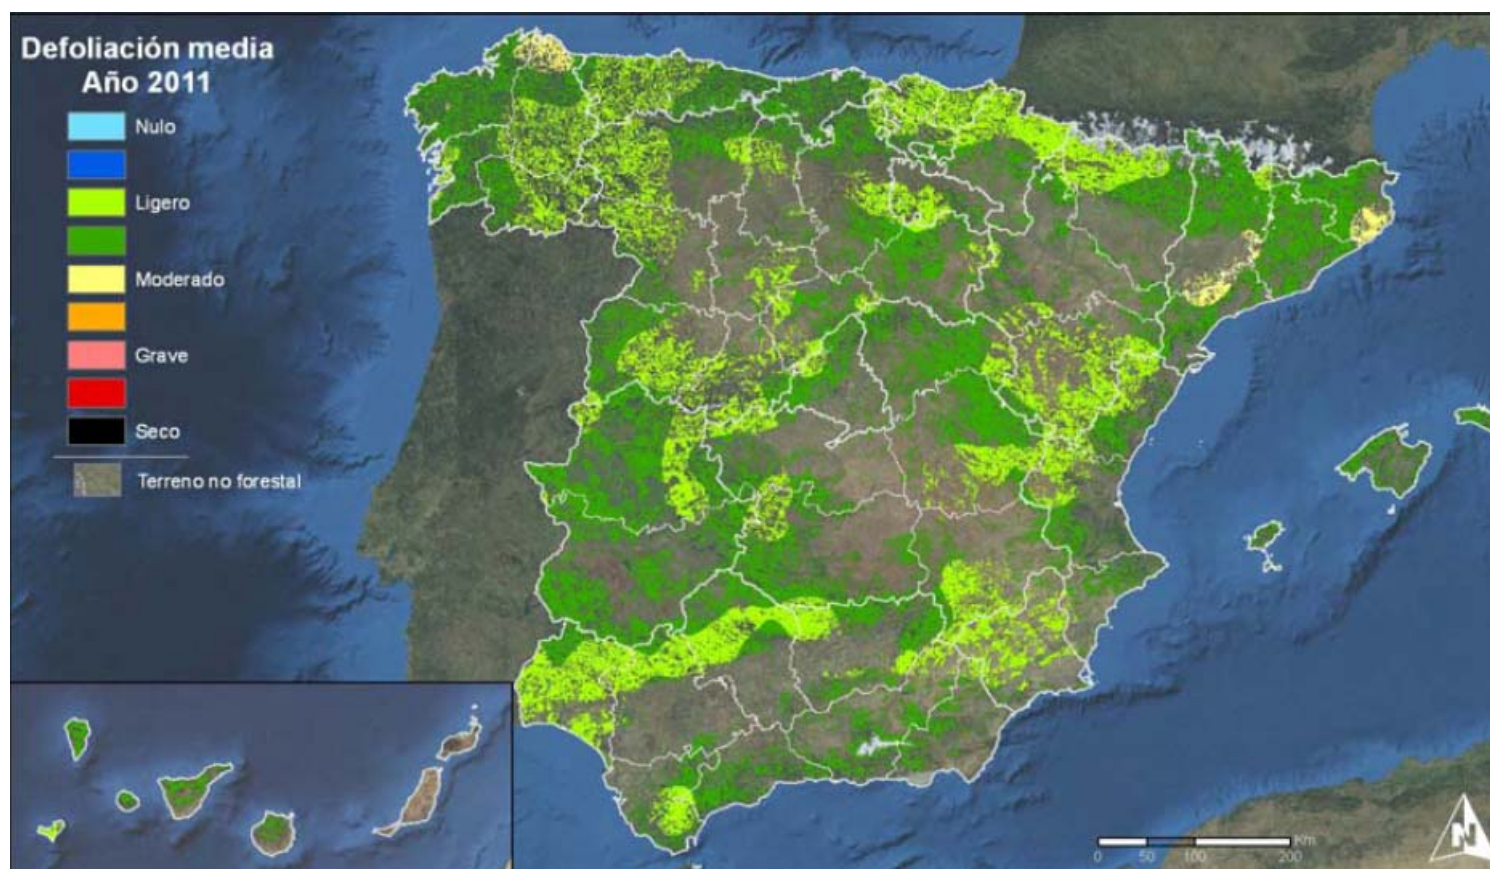 Defoliación media
Año 2011
Nulo
Ligero
Moderado
Grave
Seco
Terreno no forestal
Km
0 50 100 200
N